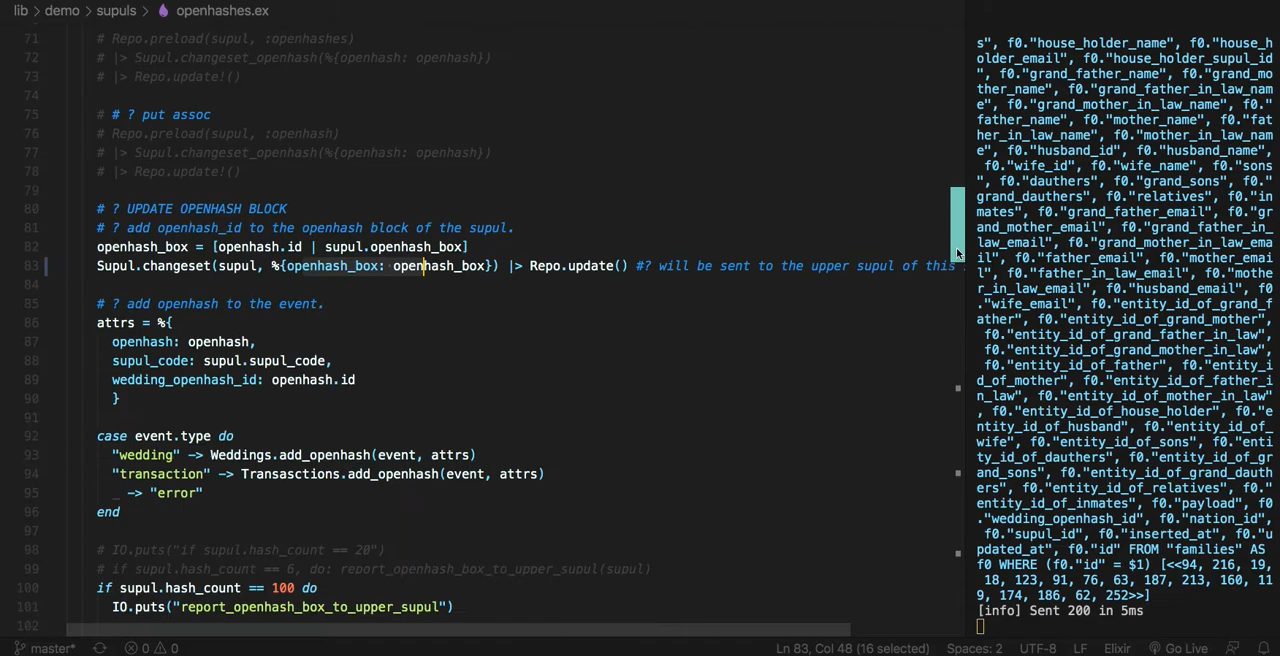 lib > demo > supuls > openhashes.ex
71 # Repo.preload(supul, :openhashes)
72 # |> Supul.changeset_openhash(%{openhash: openhash})
73 # |> Repo.update!()
74
75 # # ? put assoc
76 # Repo.preload(supul, :openhash)
77 # |> Supul.changeset_openhash(%{openhash: openhash})
78 # |> Repo.update!()
79
80 # ? UPDATE OPENHASH BLOCK
81 # ? add openhash_id to the openhash block of the supul.
82 openhash_box = [openhash.id | supul.openhash_box]
83 Supul.changeset(supul, %{openhash_box: openhash_box}) |> Repo.update() #? will be sent to the upper supul of this
84
85 # ? add openhash to the event.
86 attrs = %{
87 openhash: openhash,
88 supul_code: supul.supul_code,
89 wedding_openhash_id: openhash.id
90 }
91
92 case event.type do
93 "wedding" -> Weddings.add_openhash(event, attrs)
94 "transaction" -> Transasctions.add_openhash(event, attrs)
95 _ -> "error"
96 end
97
98 # IO.puts("if supul.hash_count == 20")
99 # if supul.hash_count == 6, do: report_openhash_box_to_upper_supul(supul)
100 if supul.hash_count == 100 do
101 IO.puts("report_openhash_box_to_upper_supul")
102
s", f0."house_holder_name", f0."house_h
older_email", f0."house_holder_supul_id
", f0."grand_father_name", f0."grand_mo
ther_name", f0."grand_father_in_law_nam
e", f0."grand_mother_in_law_name", f0."
father_name", f0."mother_name", f0."fat
her_in_law_name", f0."mother_in_law_nam
e", f0."husband_id", f0."husband_name",
f0."wife_id", f0."wife_name", f0."sons
", f0."dauthers", f0."grand_sons", f0."
grand_dauthers", f0."relatives", f0."in
mates", f0."grand_father_email", f0."gr
and_mother_email", f0."grand_father_in_
law_email", f0."grand_mother_in_law_ema
il", f0."father_email", f0."mother_emai
l", f0."father_in_law_email", f0."mothe
r_in_law_email", f0."husband_email", f0
."wife_email", f0."entity_id_of_grand_f
ather", f0."entity_id_of_grand_mother",
f0."entity_id_of_grand_father_in_law",
f0."entity_id_of_grand_mother_in_law",
f0."entity_id_of_father", f0."entity_i
d_of_mother", f0."entity_id_of_father_i
n_law", f0."entity_id_of_mother_in_law"
, f0."entity_id_of_house_holder", f0."e
ntity_id_of_husband", f0."entity_id_of_
wife", f0."entity_id_of_sons", f0."enti
ty_id_of_dauthers", f0."entity_id_of_gr
and_sons", f0."entity_id_of_grand_dauth
ers", f0."entity_id_of_relatives", f0."
entity_id_of_inmates", f0."payload", f0
."wedding_openhash_id", f0."nation_id",
f0."supul_id", f0."inserted_at", f0."u
pdated_at", f0."id" FROM "families" AS
f0 WHERE (f0."id" = $1) [<<94, 216, 19,
18, 123, 91, 76, 63, 187, 213, 160, 11
9, 174, 186, 62, 252>>]
[info] Sent 200 in 5ms
master* 0 0 Ln 83, Col 48 (16 selected) Spaces: 2 UTF-8 LF Elixir Go Live